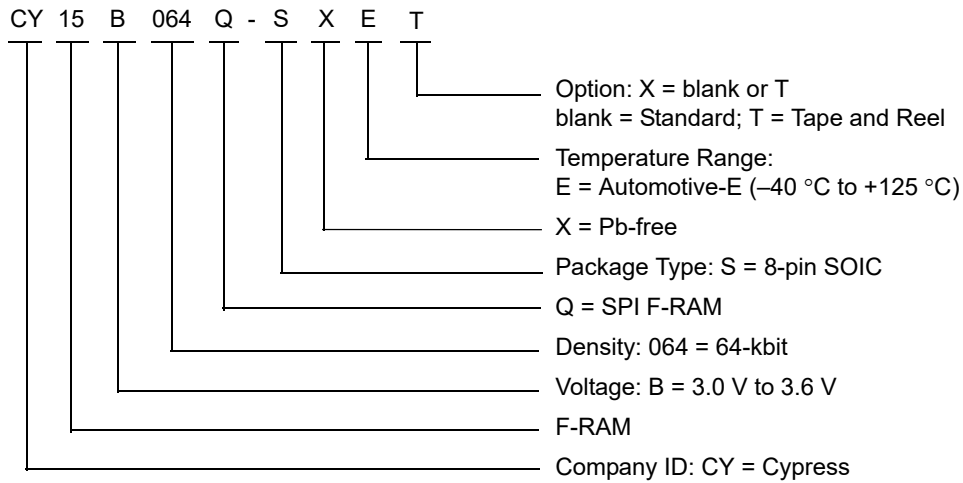 CY 15 B 064 Q - S X E T
Option: X = blank or T
blank = Standard; T = Tape and Reel
Temperature Range:
E = Automotive-E (–40 °C to +125 °C)
X = Pb-free
Package Type: S = 8-pin SOIC
Q = SPI F-RAM
Density: 064 = 64-kbit
Voltage: B = 3.0 V to 3.6 V
F-RAM
Company ID: CY = Cypress